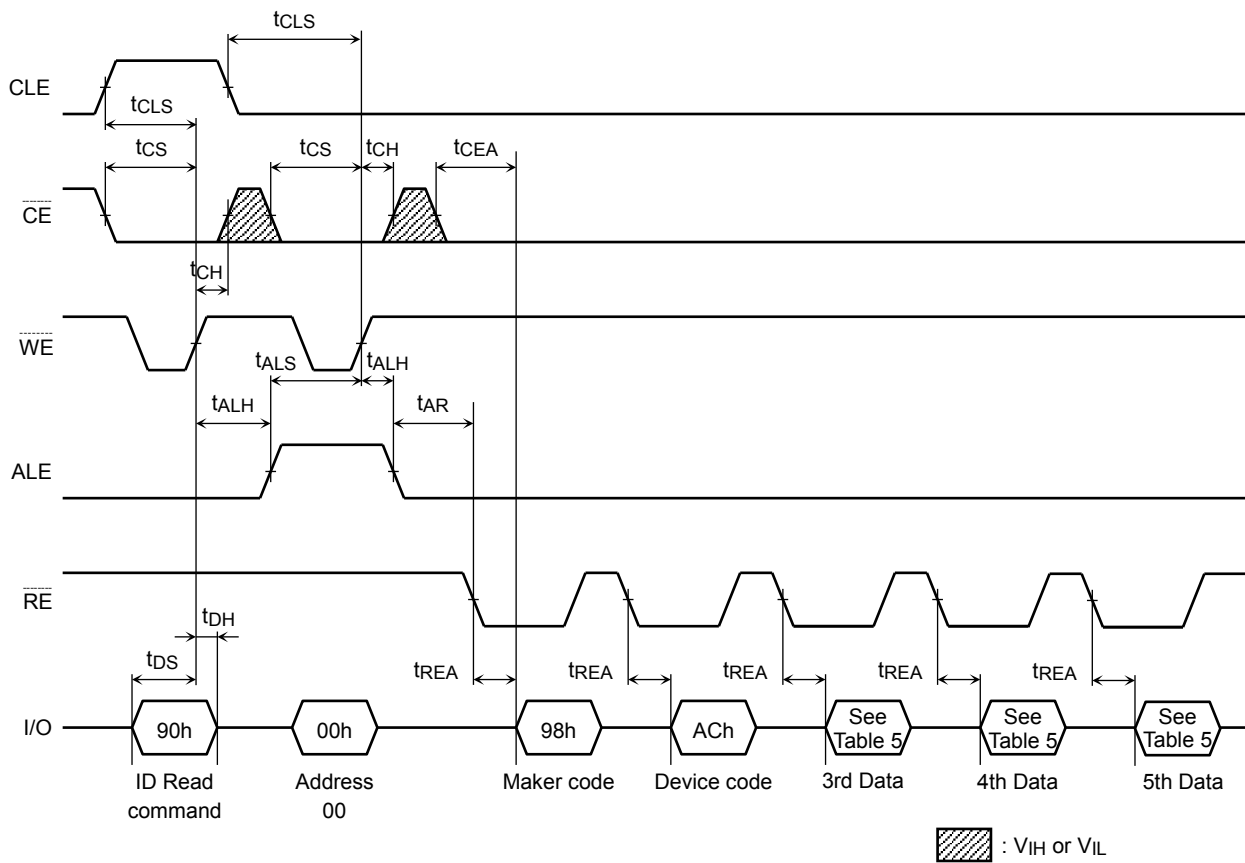 tCLS
CLE
tCLS
tCS
tCS
tCH
tCEA
CE
tCH
WE
tALS
tALH
tALH
tAR
ALE
RE
tDH
tDS
tREA
tREA
tREA
tREA
tREA
I/O
90h
00h
98h
ACh
See
Table 5
See
Table 5
See
Table 5
ID Read
command
Address
00
Maker code
Device code
3rd Data
4th Data
5th Data
: VIH or VIL